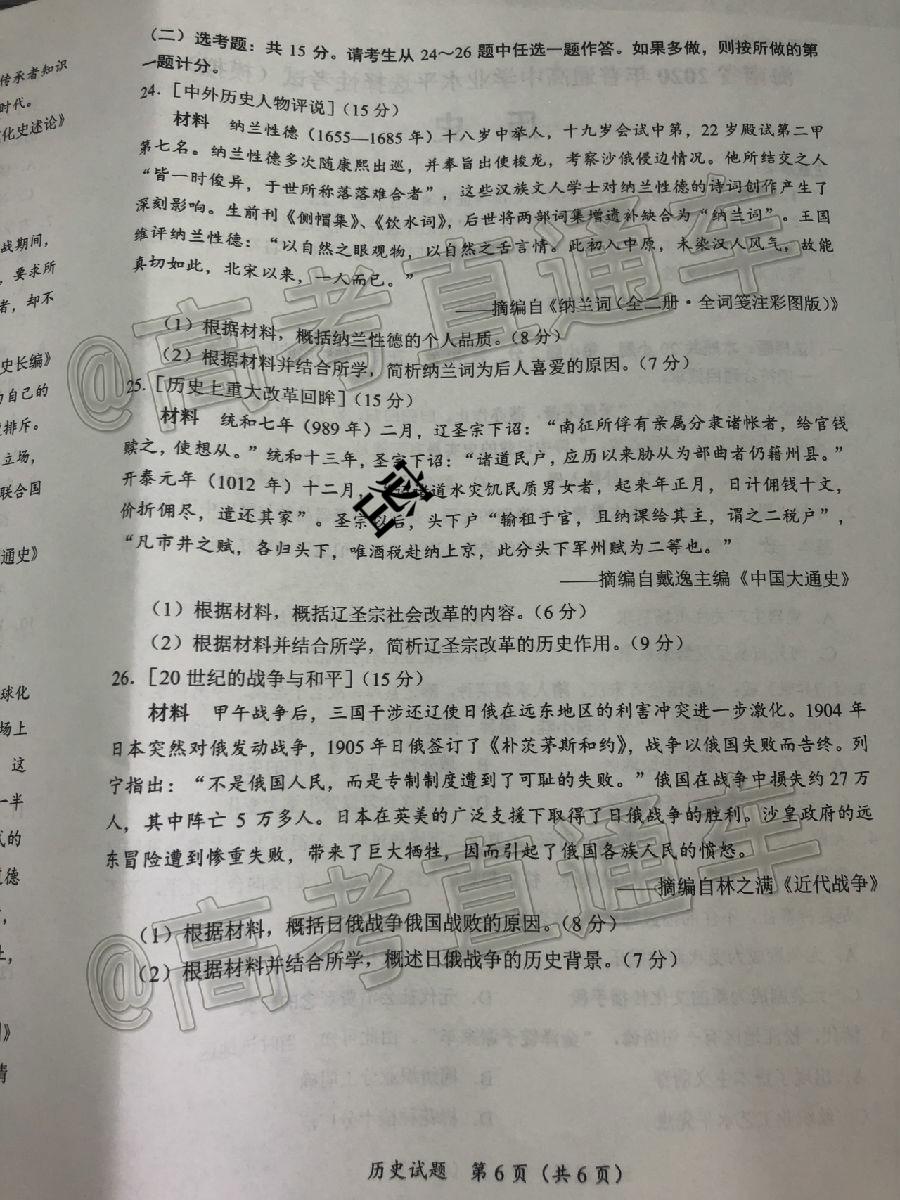 （二）选考题：共 15 分。请考生从 24～26 题中任选一题作答。如果多做，则按所做的第
一题计分。
24.［中外历史人物评说］（15 分）
材料 纳兰性德（1655—1685 年）十八岁中举人，十九岁会试中第，22 岁殿试第二甲
第七名。纳兰性德多次随康熙出巡，并奉旨出使梭龙，考察沙俄侵边情况。他所结交之人
“皆一时俊异，于世所称落落难合者”，这些汉族文人学士对纳兰性德的诗词创作产生了
深刻影响。生前刊《侧帽集》、《饮水词》，后世将两部词集增遗补缺合为“纳兰词”。王国
维评纳兰性德：“以自然之眼观物，以自然之舌言情。此初入中原，未染汉人风气，故能
真切如此，北宋以来，一人而已。”
——摘编自《纳兰词（全二册·全词笺注彩图版）》
（1）根据材料，概括纳兰性德的个人品质。（8 分）
（2）根据材料并结合所学，简析纳兰词为后人喜爱的原因。（7 分）
25.［历史上重大改革回眸］（15 分）
材料 统和七年（989 年）二月，辽圣宗下诏：“南征所俘有亲属分隶诸帐者，给官钱
赎之，使想从。”统和十三年，圣宗下诏：“诸道民户，应历以来胁从为部曲者仍籍州县。”
开泰元年（1012 年）十二月，诸道水灾饥民质男女者，起来年正月，日计佣钱十文，
价折佣尽，遣还其家”。圣宗以后，头下户“输租于官，且纳课给其主，谓之二税户”，
“凡市井之赋，各归头下，唯酒税赴纳上京，此分头下军州赋为二等也。”
——摘编自戴逸主编《中国大通史》
（1）根据材料，概括辽圣宗社会改革的内容。（6 分）
（2）根据材料并结合所学，简析辽圣宗改革的历史作用。（9 分）
26.［20 世纪的战争与和平］（15 分）
材料 甲午战争后，三国干涉还辽使日俄在远东地区的利害冲突进一步激化。1904 年
日本突然对俄发动战争，1905 年日俄签订了《朴茨茅斯和约》，战争以俄国失败而告终。列
宁指出：“不是俄国人民，而是专制制度遭到了可耻的失败。”俄国在战争中损失约 27 万
人，其中阵亡 5 万多人。日本在英美的广泛支援下取得了日俄战争的胜利。沙皇政府的远
东冒险遭到惨重失败，带来了巨大牺牲，因而引起了俄国各族人民的愤怒。
——摘编自林之满《近代战争》
（1）根据材料，概括日俄战争俄国战败的原因。（8 分）
（2）根据材料并结合所学，概述日俄战争的历史背景。（7 分）
历史试题 第 6 页（共 6 页）
传承者知识
时代。
化史述论》
战期间，
，要求所
者，却不
史长编》
自己的
排斥。
立场，
联合国
通史》
球化
场上
这
一半
式的
道德
@高考直通车
@高考直通车